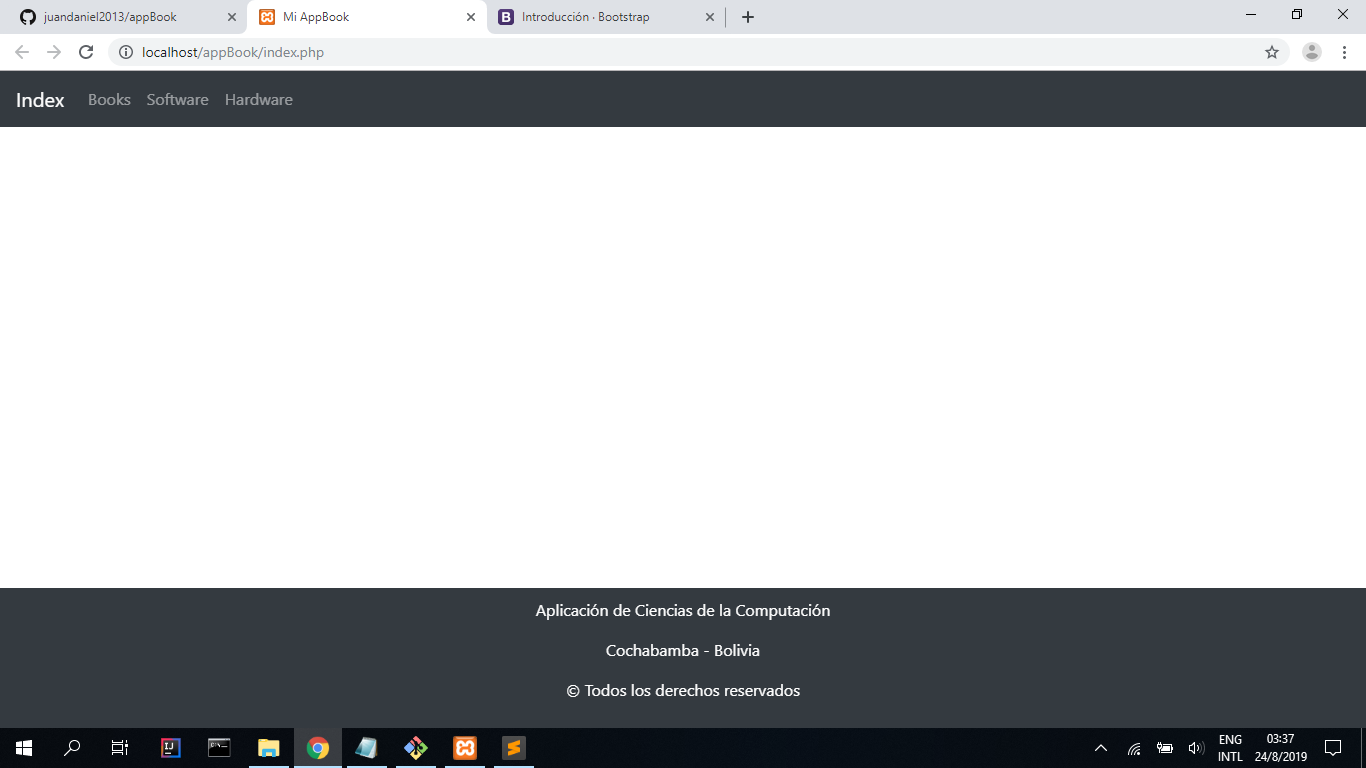 juandaniel2013/appBook
Mi AppBook
Introducción · Bootstrap
localhost/appBook/index.php
Index Books Software Hardware
Aplicación de Ciencias de la Computación
Cochabamba - Bolivia
© Todos los derechos reservados
ENG 03:37
INTL 24/8/2019